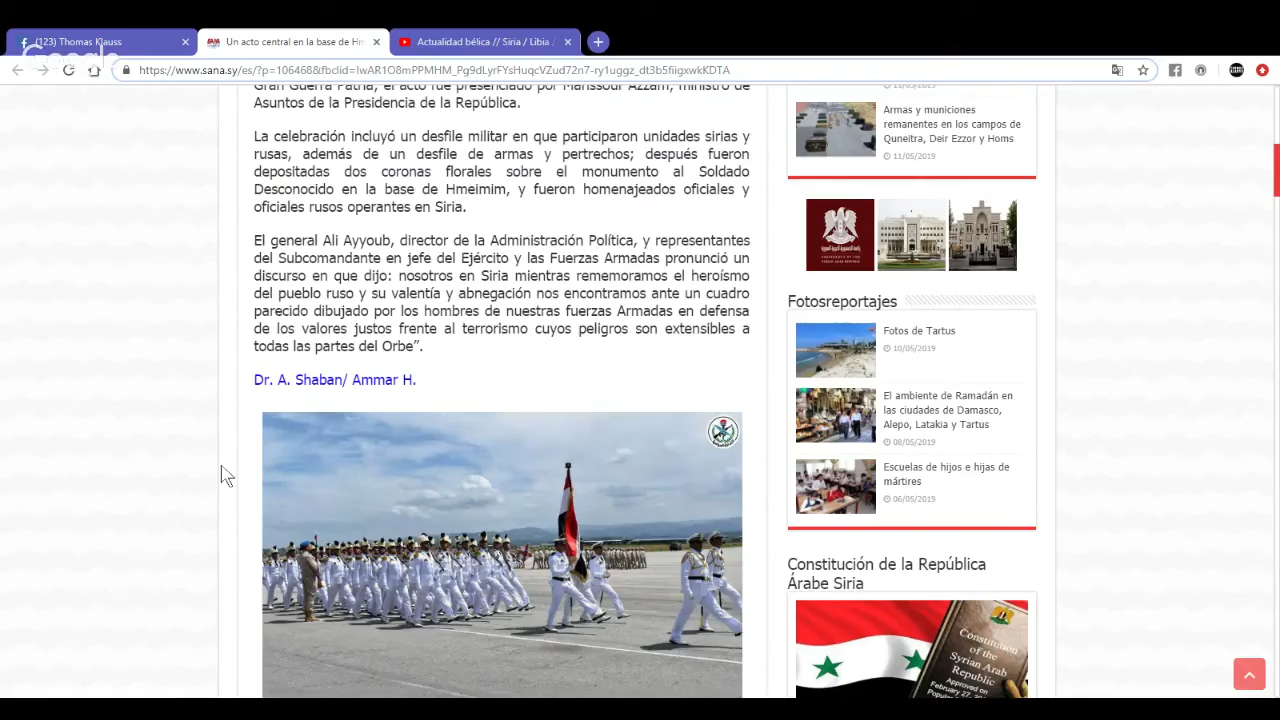 (123) Thomas Klauss
Un acto central en la base de Hm
Actualidad bélica // Siria / Libia /
Google
https://www.sana.sy/es/?p=106468&fbclid=IwAR1O8mPPMHM_Pg9dLyrFYsHuqcVZud72n7-ry1uggz_dt3b5fiigxwkKDTA
Gran Guerra Patria, el acto fue presenciado por Manssour Azzam, ministro de
Asuntos de la Presidencia de la República.
La celebración incluyó un desfile militar en que participaron unidades sirias y
rusas, además de un desfile de armas y pertrechos; después fueron
depositadas dos coronas florales sobre el monumento al Soldado
Desconocido en la base de Hmeimim, y fueron homenajeados oficiales y
oficiales rusos operantes en Siria.
El general Ali Ayyoub, director de la Administración Política, y representantes
del Subcomandante en jefe del Ejército y las Fuerzas Armadas pronunció un
discurso en que dijo: nosotros en Siria mientras rememoramos el heroísmo
del pueblo ruso y su valentía y abnegación nos encontramos ante un cuadro
parecido dibujado por los hombres de nuestras fuerzas Armadas en defensa
de los valores justos frente al terrorismo cuyos peligros son extensibles a
todas las partes del Orbe”.
Dr. A. Shaban/ Ammar H.
11/05/2019
Armas y municiones
remanentes en los campos de
Quneitra, Deir Ezzor y Homs
11/05/2019
Fotosreportajes
Fotos de Tartus
10/05/2019
El ambiente de Ramadán en
las ciudades de Damasco,
Alepo, Latakia y Tartus
08/05/2019
Escuelas de hijos e hijas de
mártires
06/05/2019
Constitución de la República
Árabe Siria
Constitution
of the
Syrian Arab
Republic
Approved on
February 27,